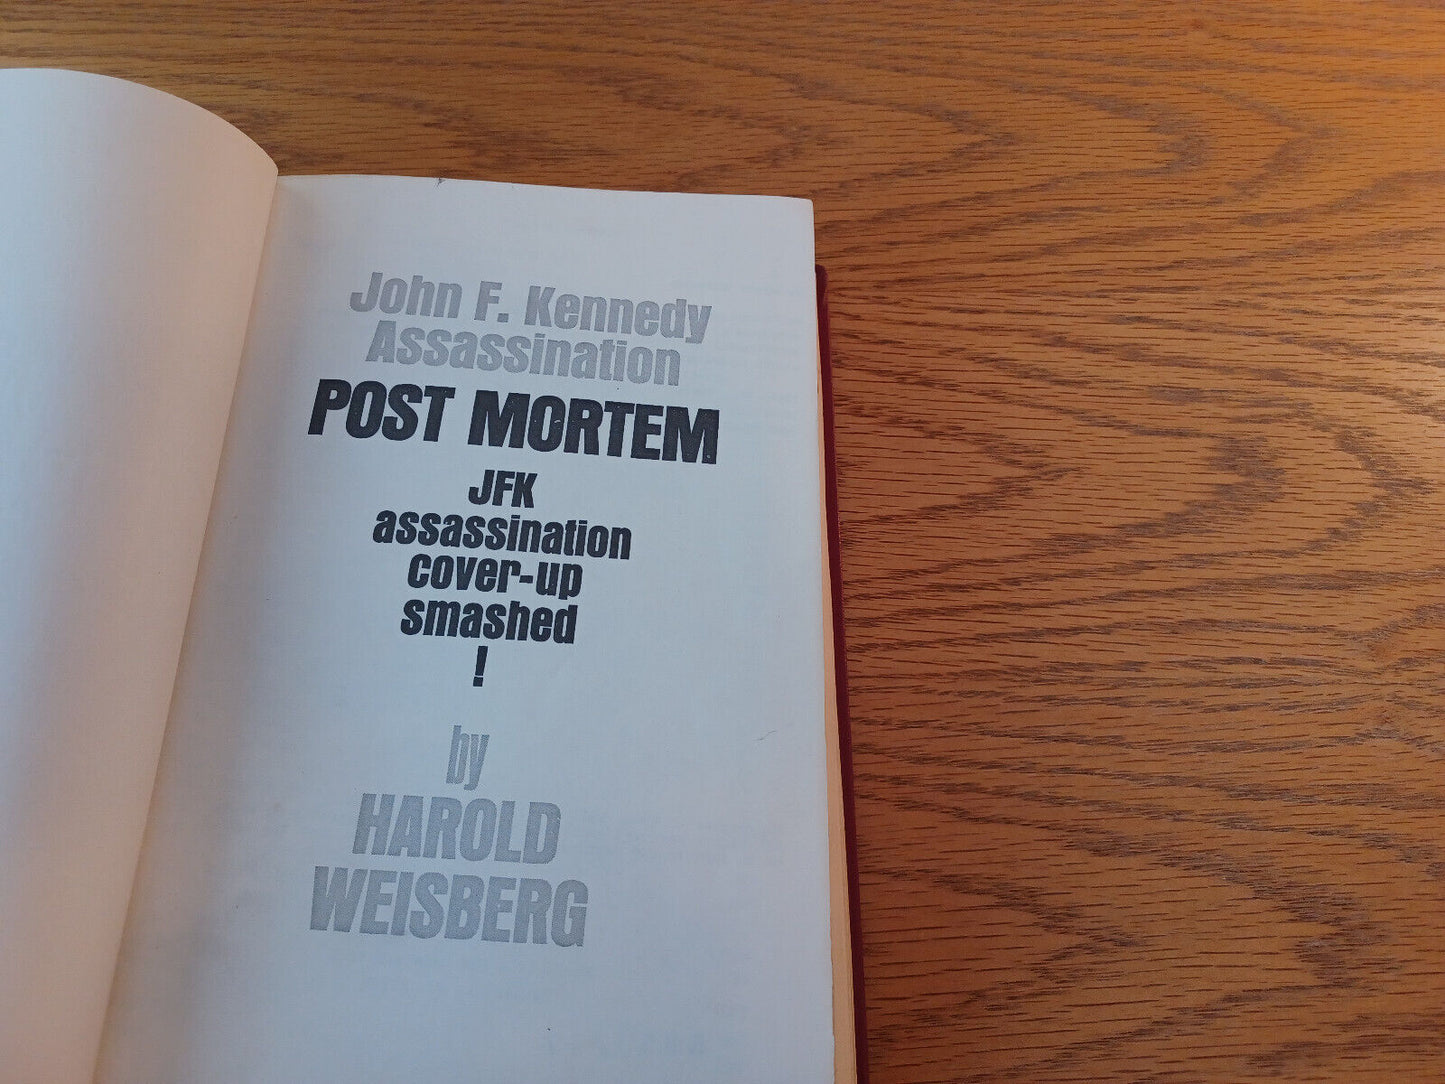 John F. Kennedy
Assassination
POST MORTEM
JFK
assassination
cover-up
smashed
!
by
HAROLD
WEISBERG